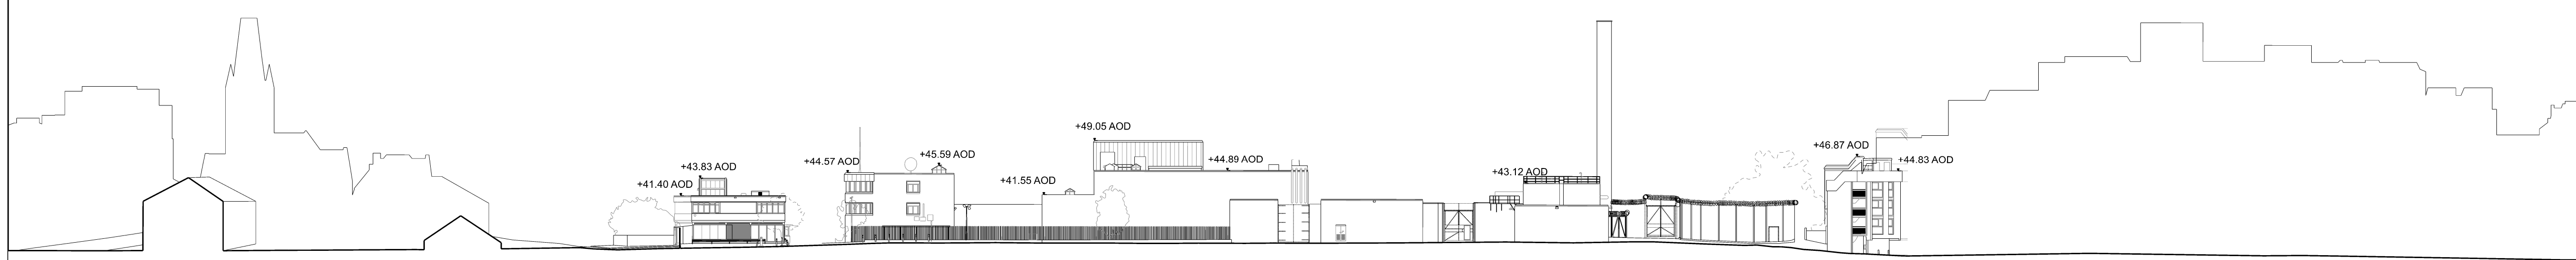 +41.40 AOD
+43.83 AOD
+44.57 AOD
+45.59 AOD
+41.55 AOD
+49.05 AOD
+44.89 AOD
+43.12 AOD
+46.87 AOD
+44.83 AOD